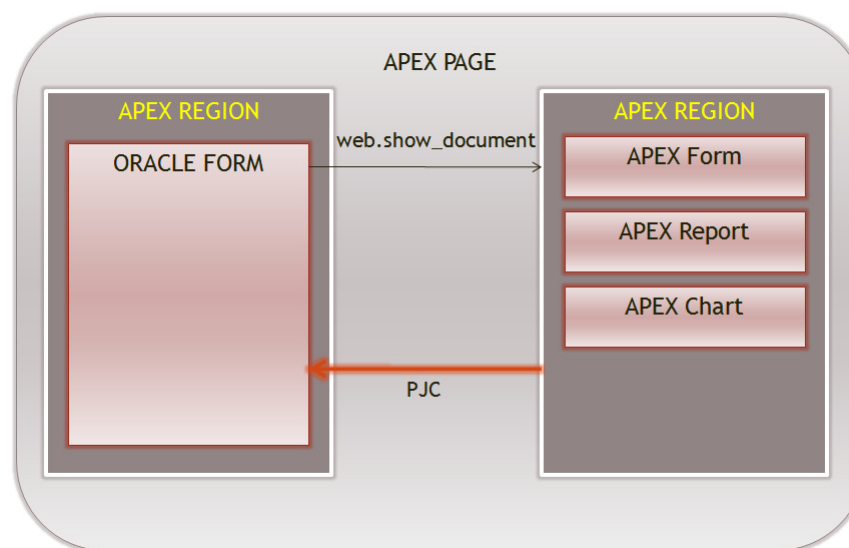 APEX PAGE
APEX REGION
ORACLE FORM
web.show_document
APEX REGION
APEX Form
APEX Report
APEX Chart
PJC